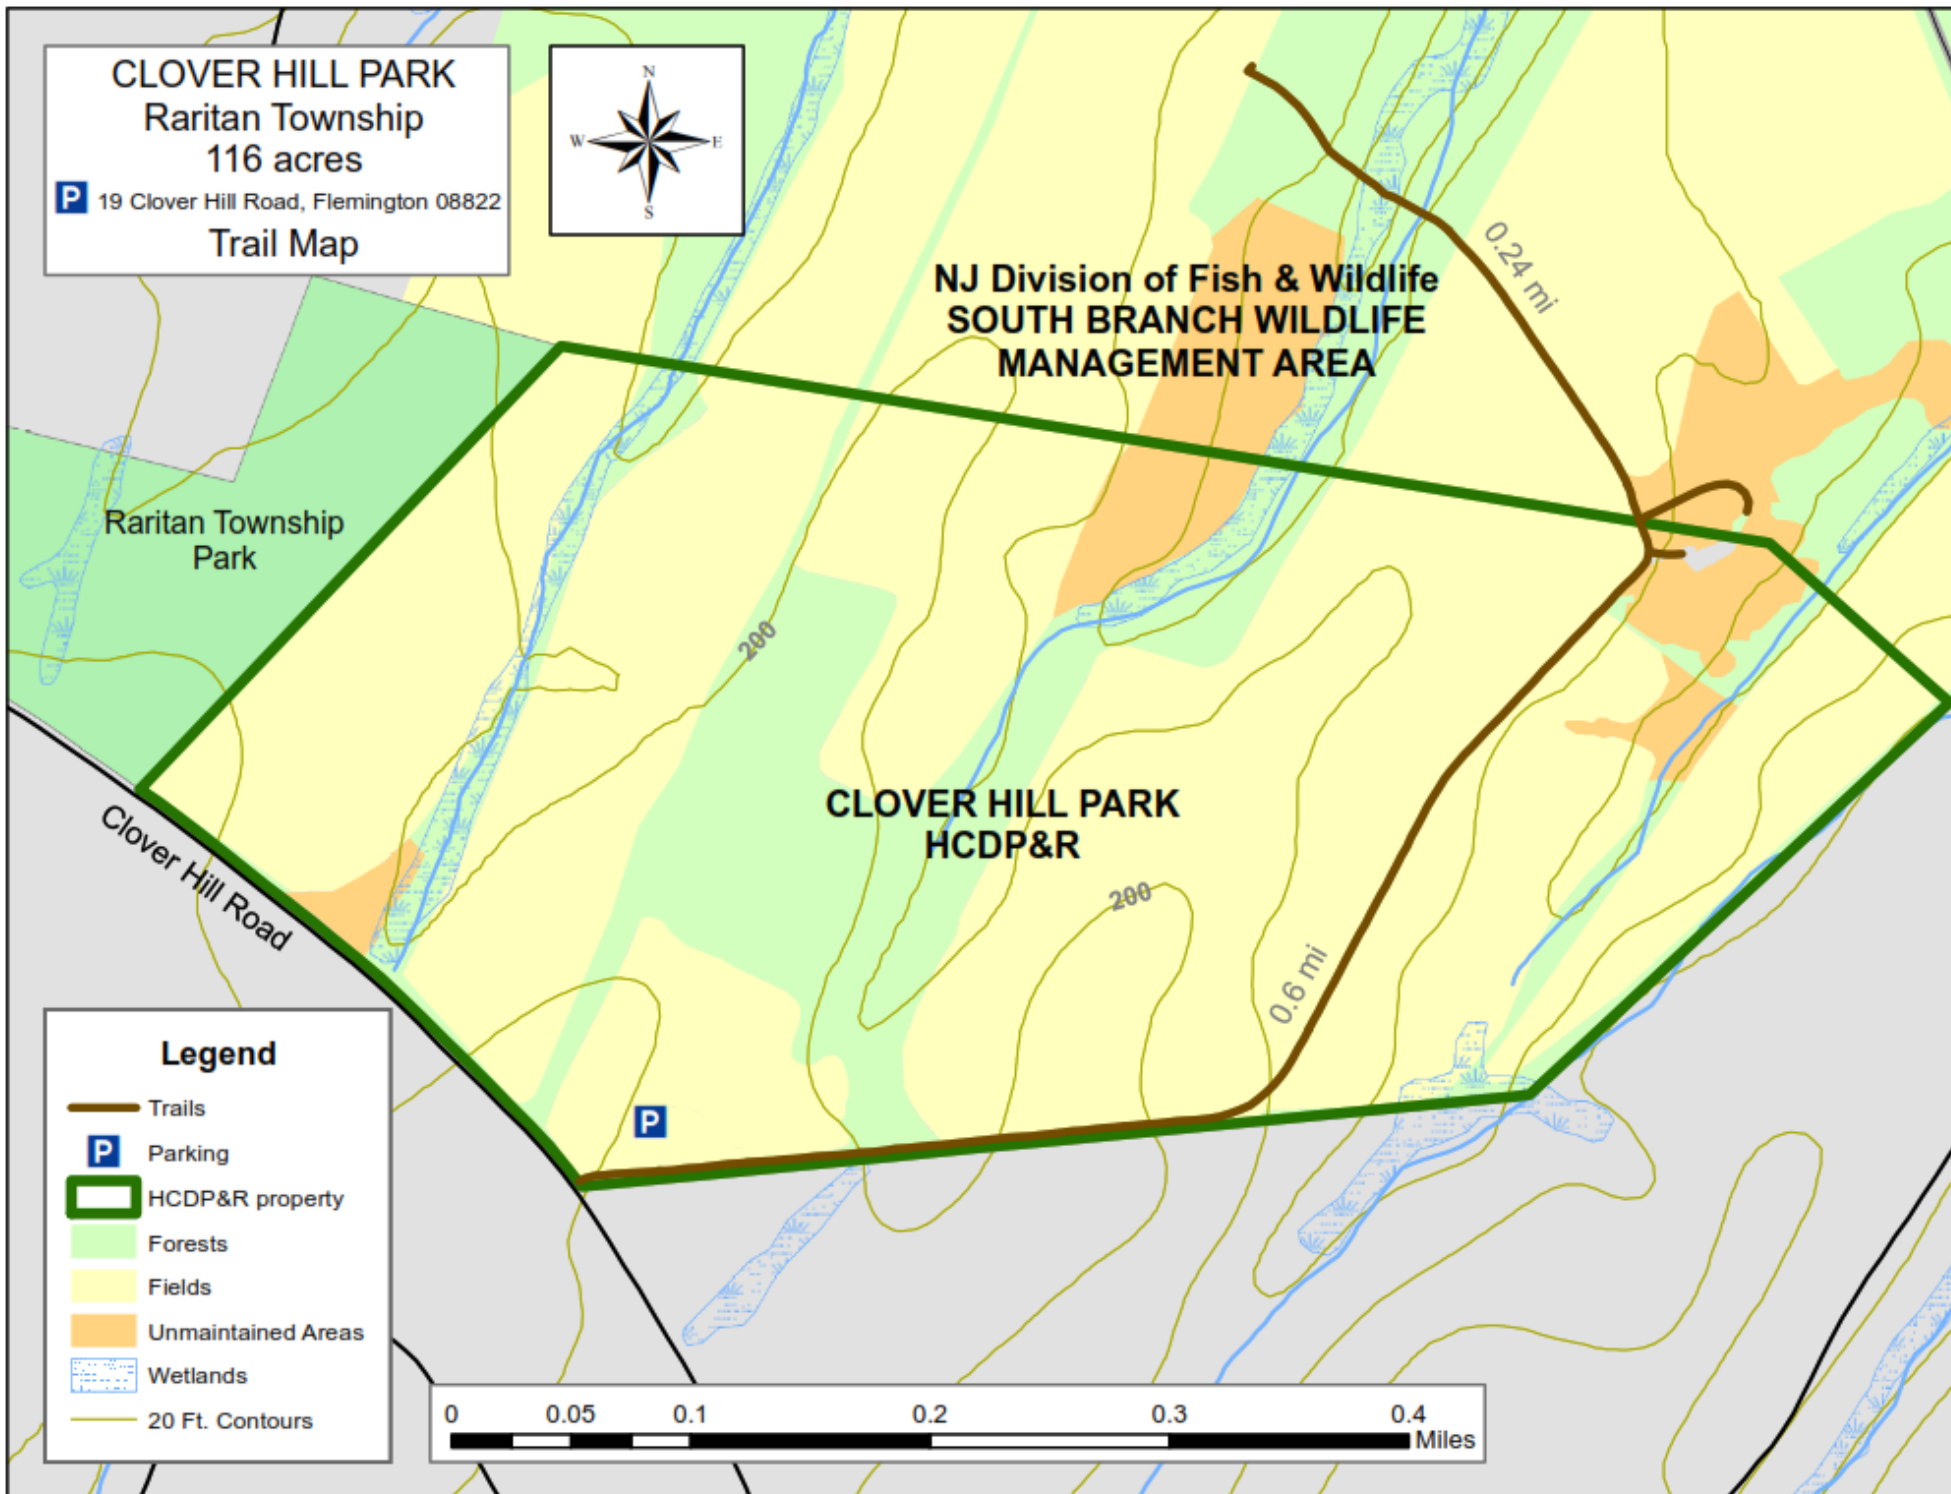 CLOVER HILL PARK
Raritan Township
116 acres
P 19 Clover Hill Road, Flemington 08822
Trail Map
N
W E
S
0.24 mi
NJ Division of Fish & Wildlife
SOUTH BRANCH WILDLIFE
MANAGEMENT AREA
Raritan Township
Park
200
CLOVER HILL PARK
HCDP&R
Clover Hill Road
200
0.6 mi
P
Legend
Trails
P Parking
HCDP&R property
Forests
Fields
Unmaintained Areas
Wetlands
20 Ft. Contours
0 0.05 0.1 0.2 0.3 0.4
Miles